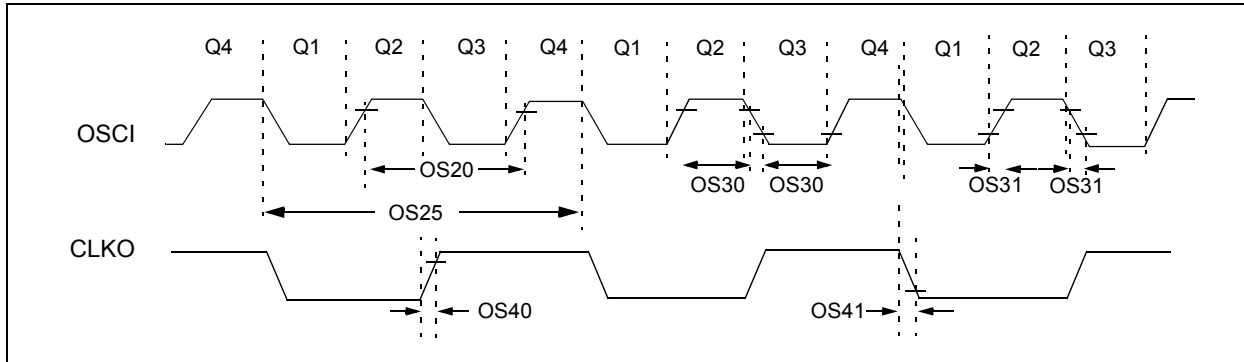 Q4 Q1 Q2 Q3 Q4 Q1 Q2 Q3 Q4 Q1 Q2 Q3
OSCI
OS20
OS30 OS30
OS31 OS31
OS25
CLKO
OS40
OS41